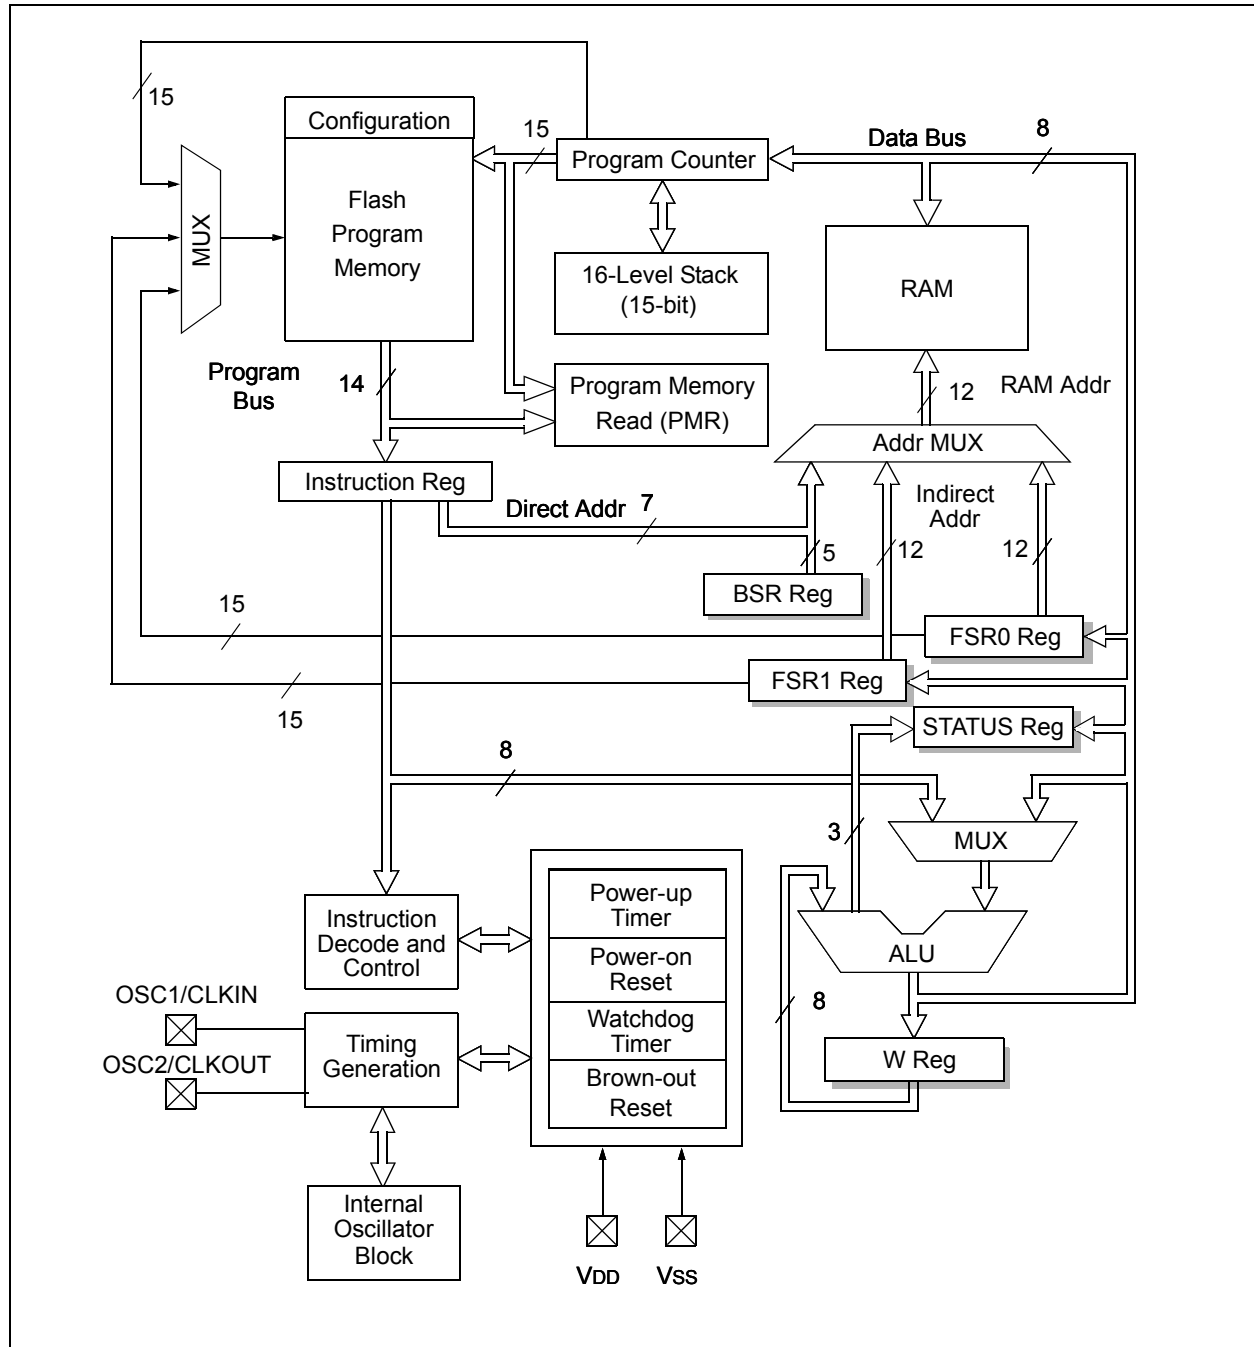 15
Configuration
15
Program Counter
Data Bus
8
Flash
Program
Memory
MUX
16-Level Stack
(15-bit)
RAM
Program
Bus
14
Program Memory
Read (PMR)
12
RAM Addr
Addr MUX
Instruction Reg
Direct Addr
7
Indirect
Addr
5
12
12
BSR Reg
15
FSR0 Reg
15
FSR1 Reg
STATUS Reg
8
3
MUX
Power-up
Timer
Instruction
Decode and
Control
Power-on
Reset
ALU
OSC1/CLKIN
8
Timing
Generation
Watchdog
Timer
W Reg
OSC2/CLKOUT
Brown-out
Reset
Internal
Oscillator
Block
VDD
VSS